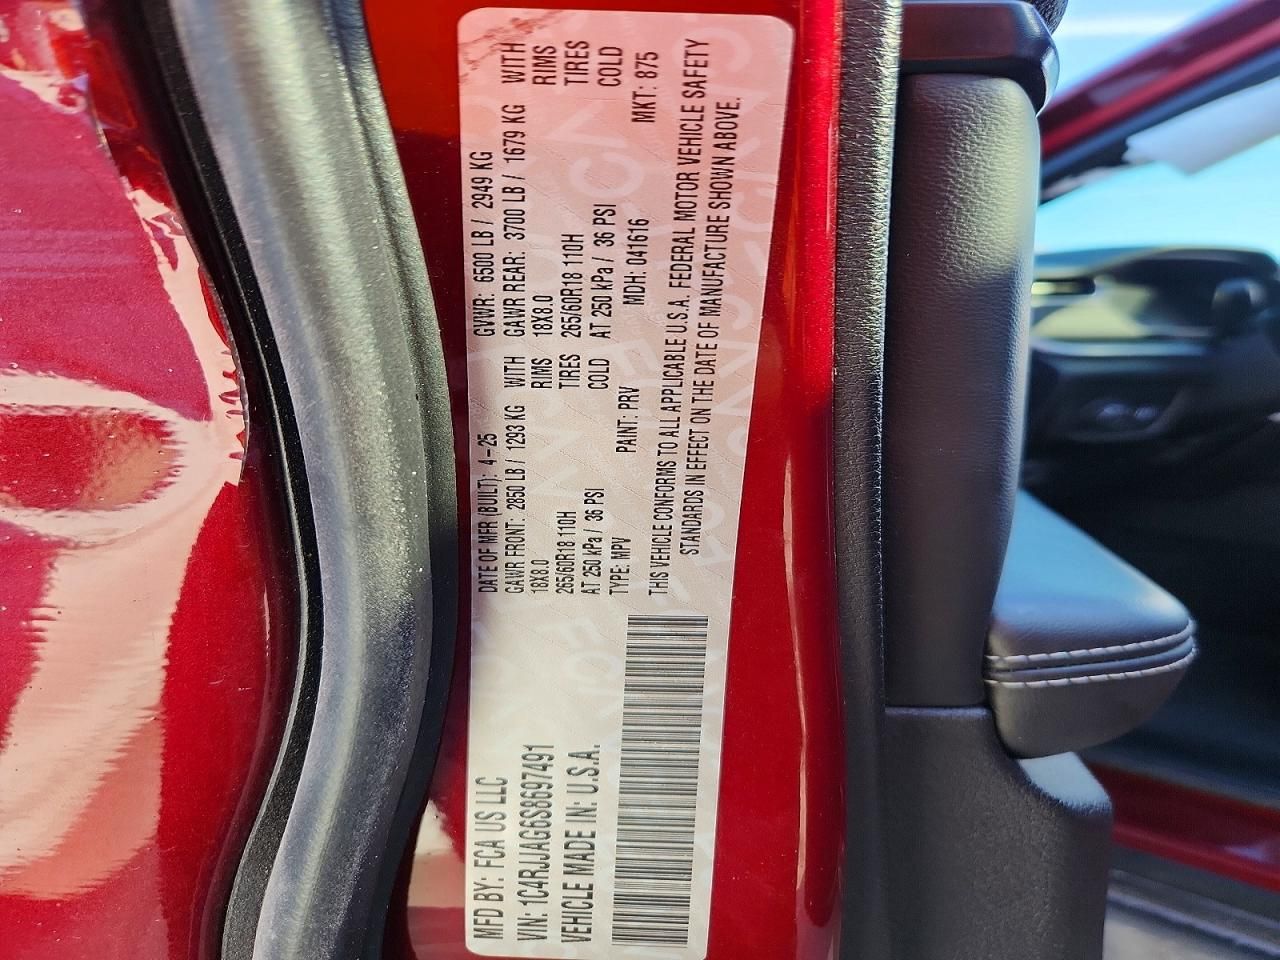 MFD BY: FCA US LLC
VIN: 1C4RJJAG6S8697491
VEHICLE MADE IN: U.S.A.
DATE OF MFR (BUILT): 4-25 GVWR: 6500 LB / 2949 KG
GAWR FRONT: 2850 LB / 1293 KG WITH GAWR REAR: 3700 LB / 1679 KG WITH
18X8.0 RIMS 18X8.0 RIMS
265/60R18 110H TIRES 265/60R18 110H TIRES
AT 250 kPa / 36 PSI COLD AT 250 kPa / 36 PSI COLD
TYPE: MPV PAINT: PRV MDH: 041616 MKT: 875
THIS VEHICLE CONFORMS TO ALL APPLICABLE U.S.A. FEDERAL MOTOR VEHICLE SAFETY
STANDARDS IN EFFECT ON THE DATE OF MANUFACTURE SHOWN ABOVE.